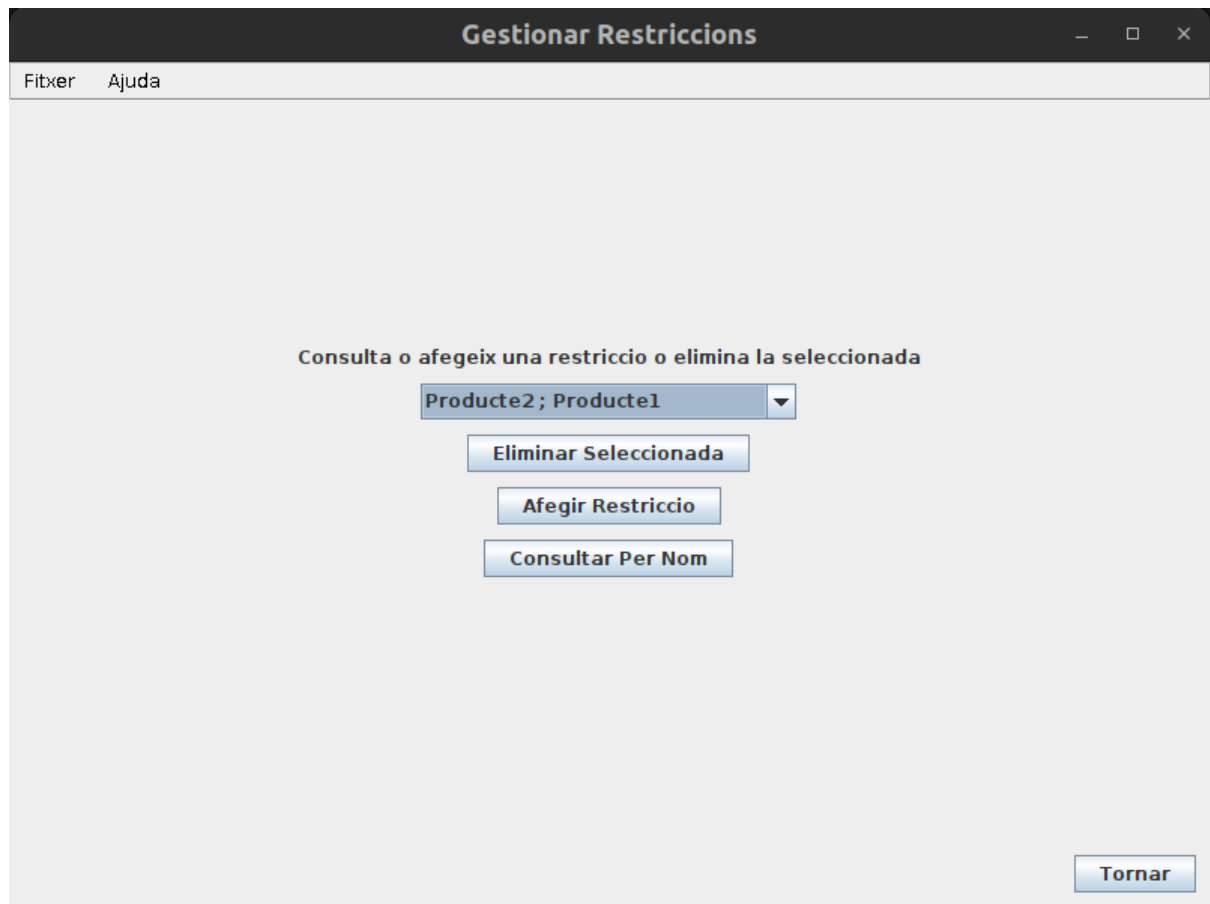 Gestionar Restriccions
Fitxer Ajuda
Consulta o afegeix una restriccio o elimina la seleccionada
Producte2 ; Producte1
Eliminar Seleccionada
Afegir Restriccio
Consultar Per Nom
Tornar